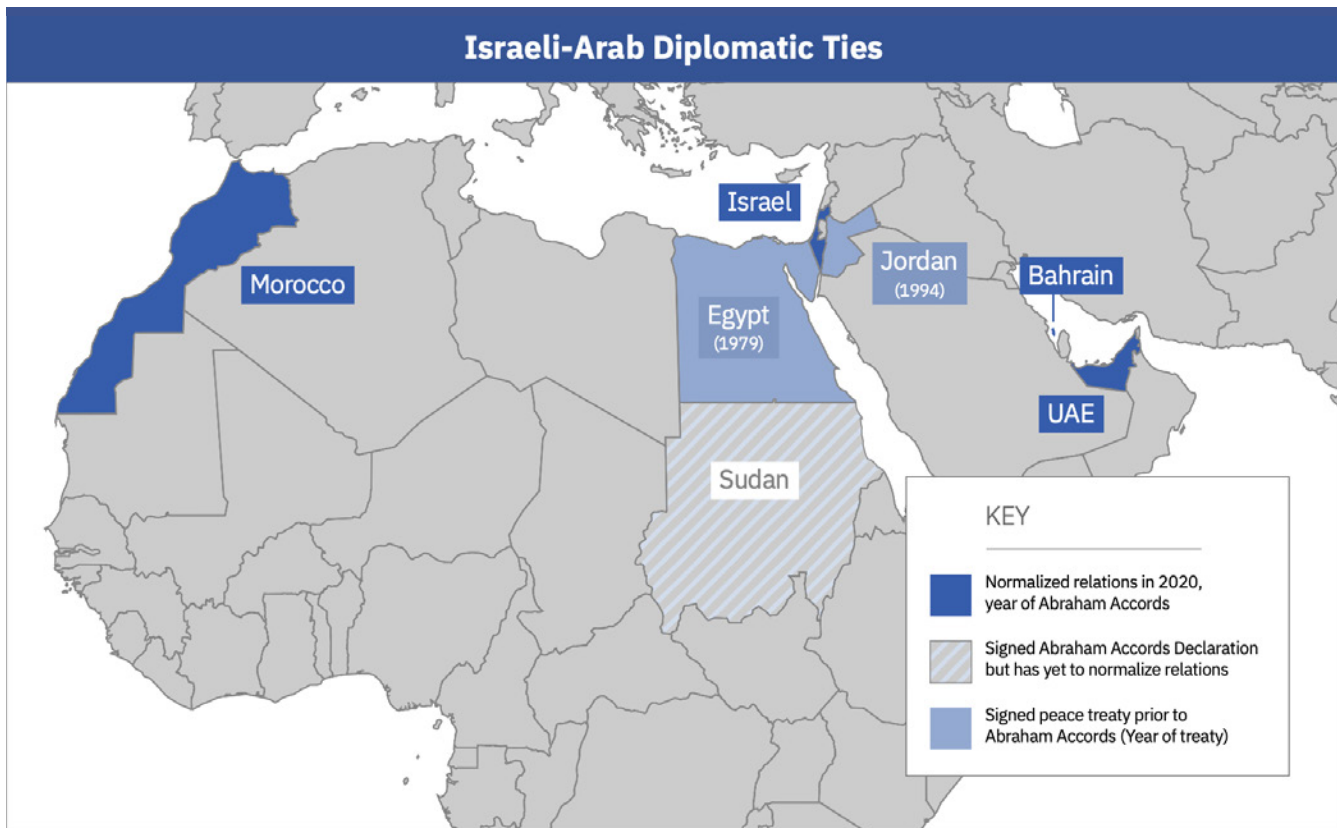 Israeli-Arab Diplomatic Ties
Israel
Morocco
Jordan
(1994)
Bahrain
Egypt
(1979)
UAE
Sudan
KEY
Normalized relations in 2020,
year of Abraham Accords
Signed Abraham Accords Declaration
but has yet to normalize relations
Signed peace treaty prior to
Abraham Accords (Year of treaty)